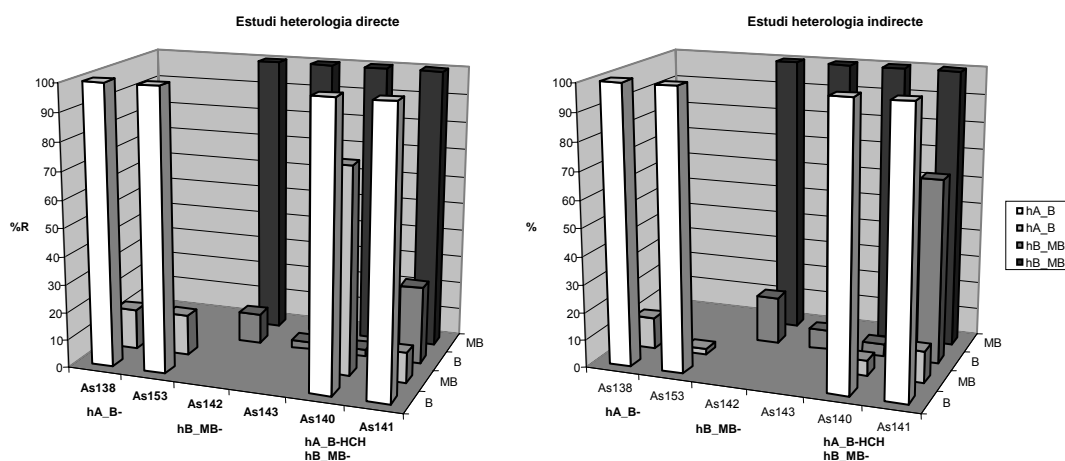 Estudi heterologia directe
100
90
80
70
60
50
40
30
20
10
0
%R
As138
As153
As142
As143
As140
As141
hA_B-
hB_MB-
hA_B-HCH
hB_MB-
MB
B
MB
B
Estudi heterologia indirecte
100
90
80
70
60
50
40
30
20
10
0
%
As138
As153
As142
As143
As140
As141
hA_B-
hB_MB-
hA_B-HCH
hB_MB-
MB
B
MB
B
hA_B
hA_B
hB_MB
hB_MB